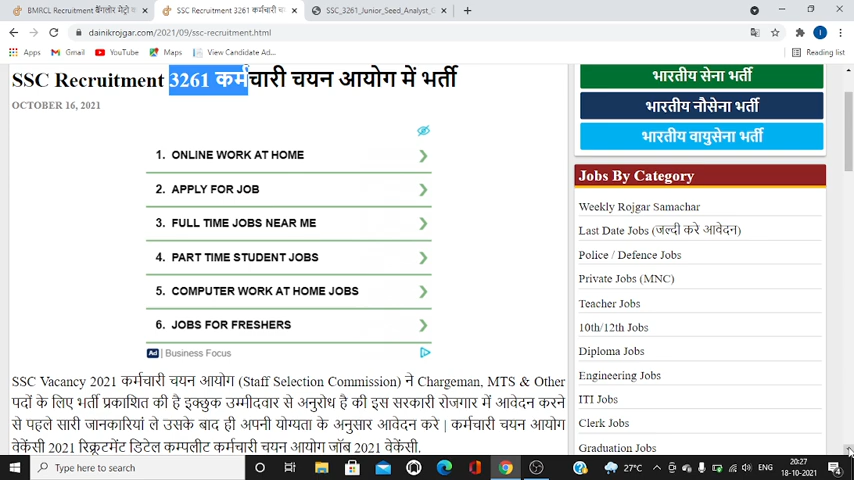 BMRCL Recruitment बैंगलोर मेट्रो
SSC Recruitment 3261 कर्मचारी च
SSC_3261_Junior_Seed_Analyst_
dainikrojgar.com/2021/09/ssc-recruitment.html
Apps Gmail YouTube Maps View Candidate Ad... Reading list
SSC Recruitment 3261 कर्मचारी चयन आयोग में भर्ती
OCTOBER 16, 2021
1. ONLINE WORK AT HOME
2. APPLY FOR JOB
3. FULL TIME JOBS NEAR ME
4. PART TIME STUDENT JOBS
5. COMPUTER WORK AT HOME JOBS
6. JOBS FOR FRESHERS
Ad | Business Focus
SSC Vacancy 2021 कर्मचारी चयन आयोग (Staff Selection Commission) ने Chargeman, MTS & Other
पदों के लिए भर्ती प्रकाशित की है इक्छुक उम्मीदवार से अनुरोध है की इस सरकारी रोजगार में आवेदन करने
से पहले सारी जानकारियां ले उसके बाद ही अपनी योग्यता के अनुसार आवेदन करे | कर्मचारी चयन आयोग
वेकेंसी 2021 रिक्रूटमेंट डिटेल कम्पलीट कर्मचारी चयन आयोग जॉब 2021 वेकेंसी.
भारतीय सेना भर्ती
भारतीय नौसेना भर्ती
भारतीय वायुसेना भर्ती
Jobs By Category
Weekly Rojgar Samachar
Last Date Jobs (जल्दी करे आवेदन)
Police / Defence Jobs
Private Jobs (MNC)
Teacher Jobs
10th/12th Jobs
Diploma Jobs
Engineering Jobs
ITI Jobs
Clerk Jobs
Graduation Jobs
Type here to search
27°C
ENG
20:27
18-10-2021
4